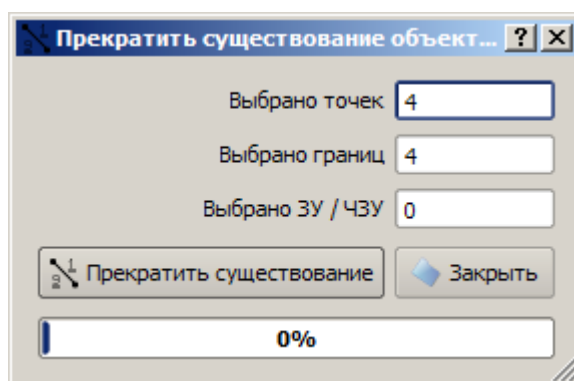 Прекратить существование объект...
Выбрано точек 4
Выбрано границ 4
Выбрано ЗУ / ЧЗУ 0
Прекратить существование Закрыть
0%